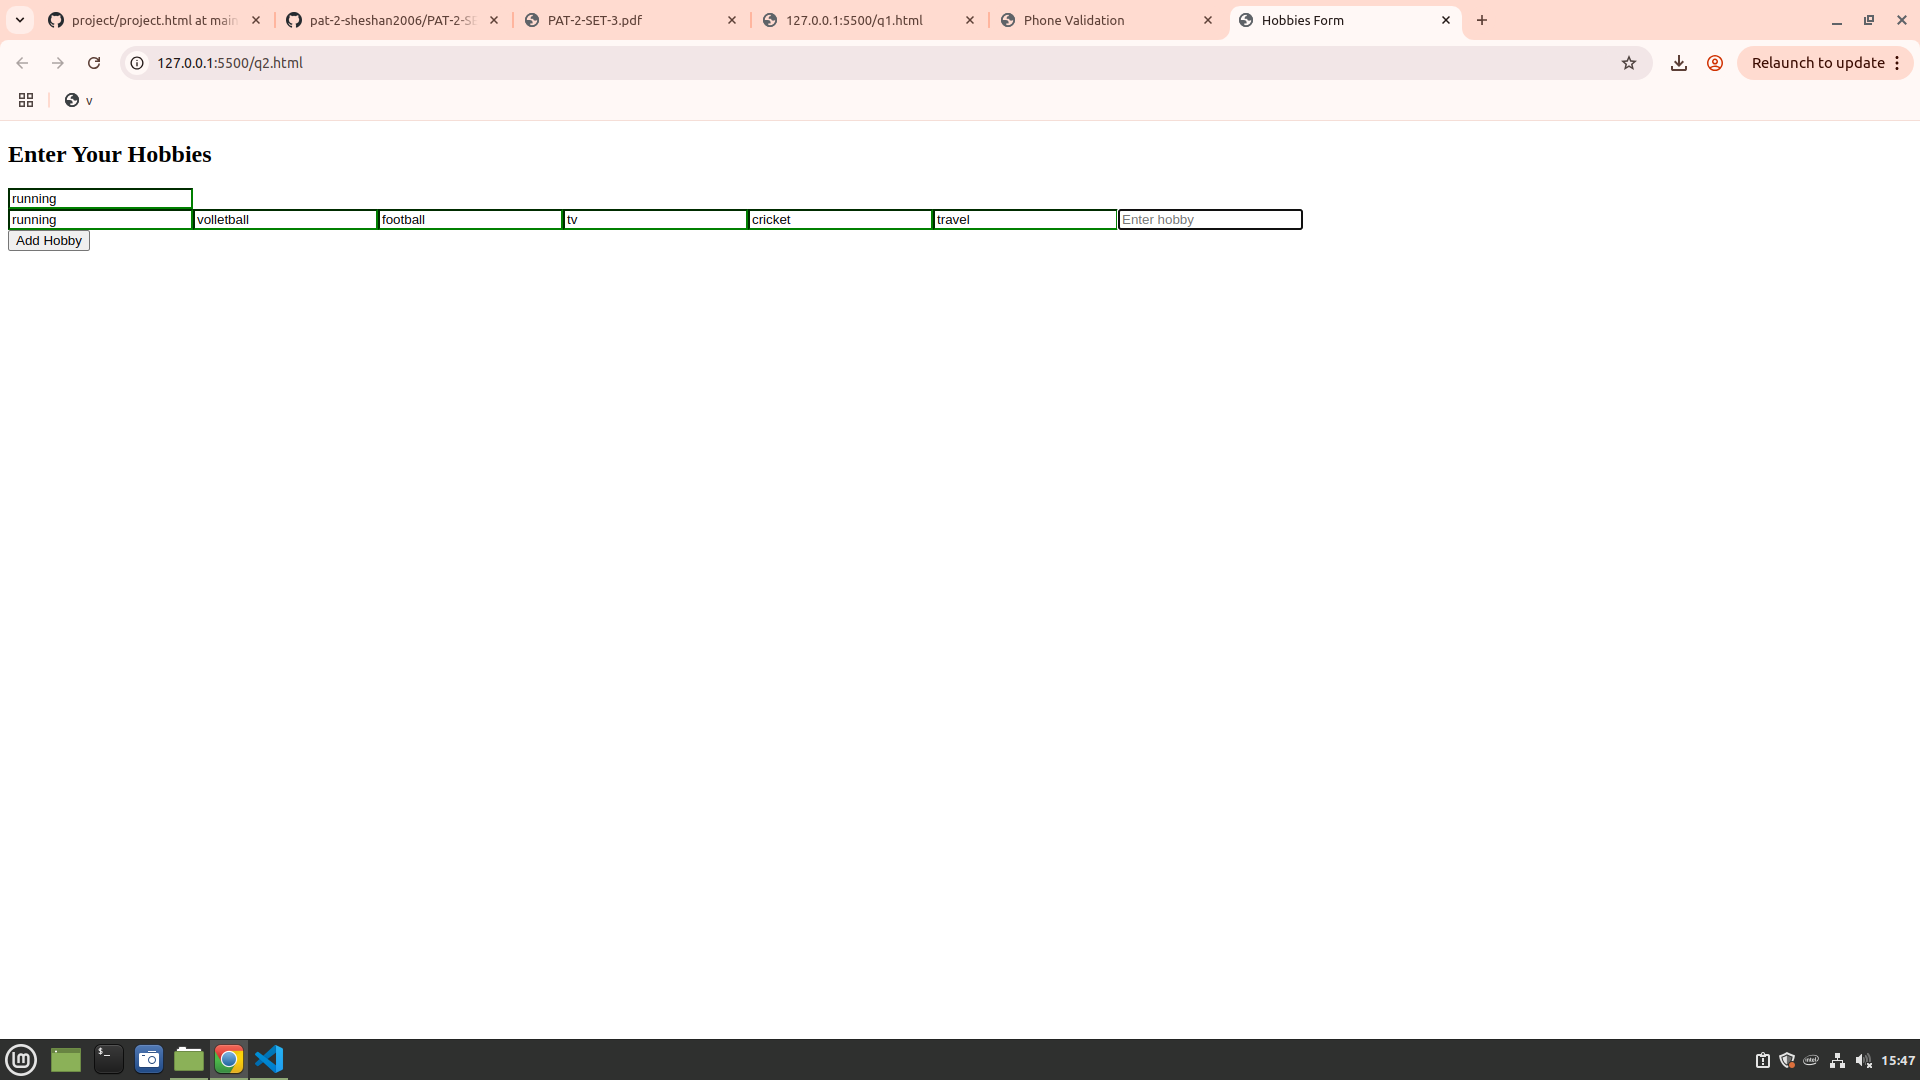 project/project.html at main
pat-2-sheshan2006/PAT-2-SE
PAT-2-SET-3.pdf
127.0.0.1:5500/q1.html
Phone Validation
Hobbies Form
127.0.0.1:5500/q2.html
Relaunch to update
v
Enter Your Hobbies
running
running volletball football tv cricket travel Enter hobby
Add Hobby
15:47